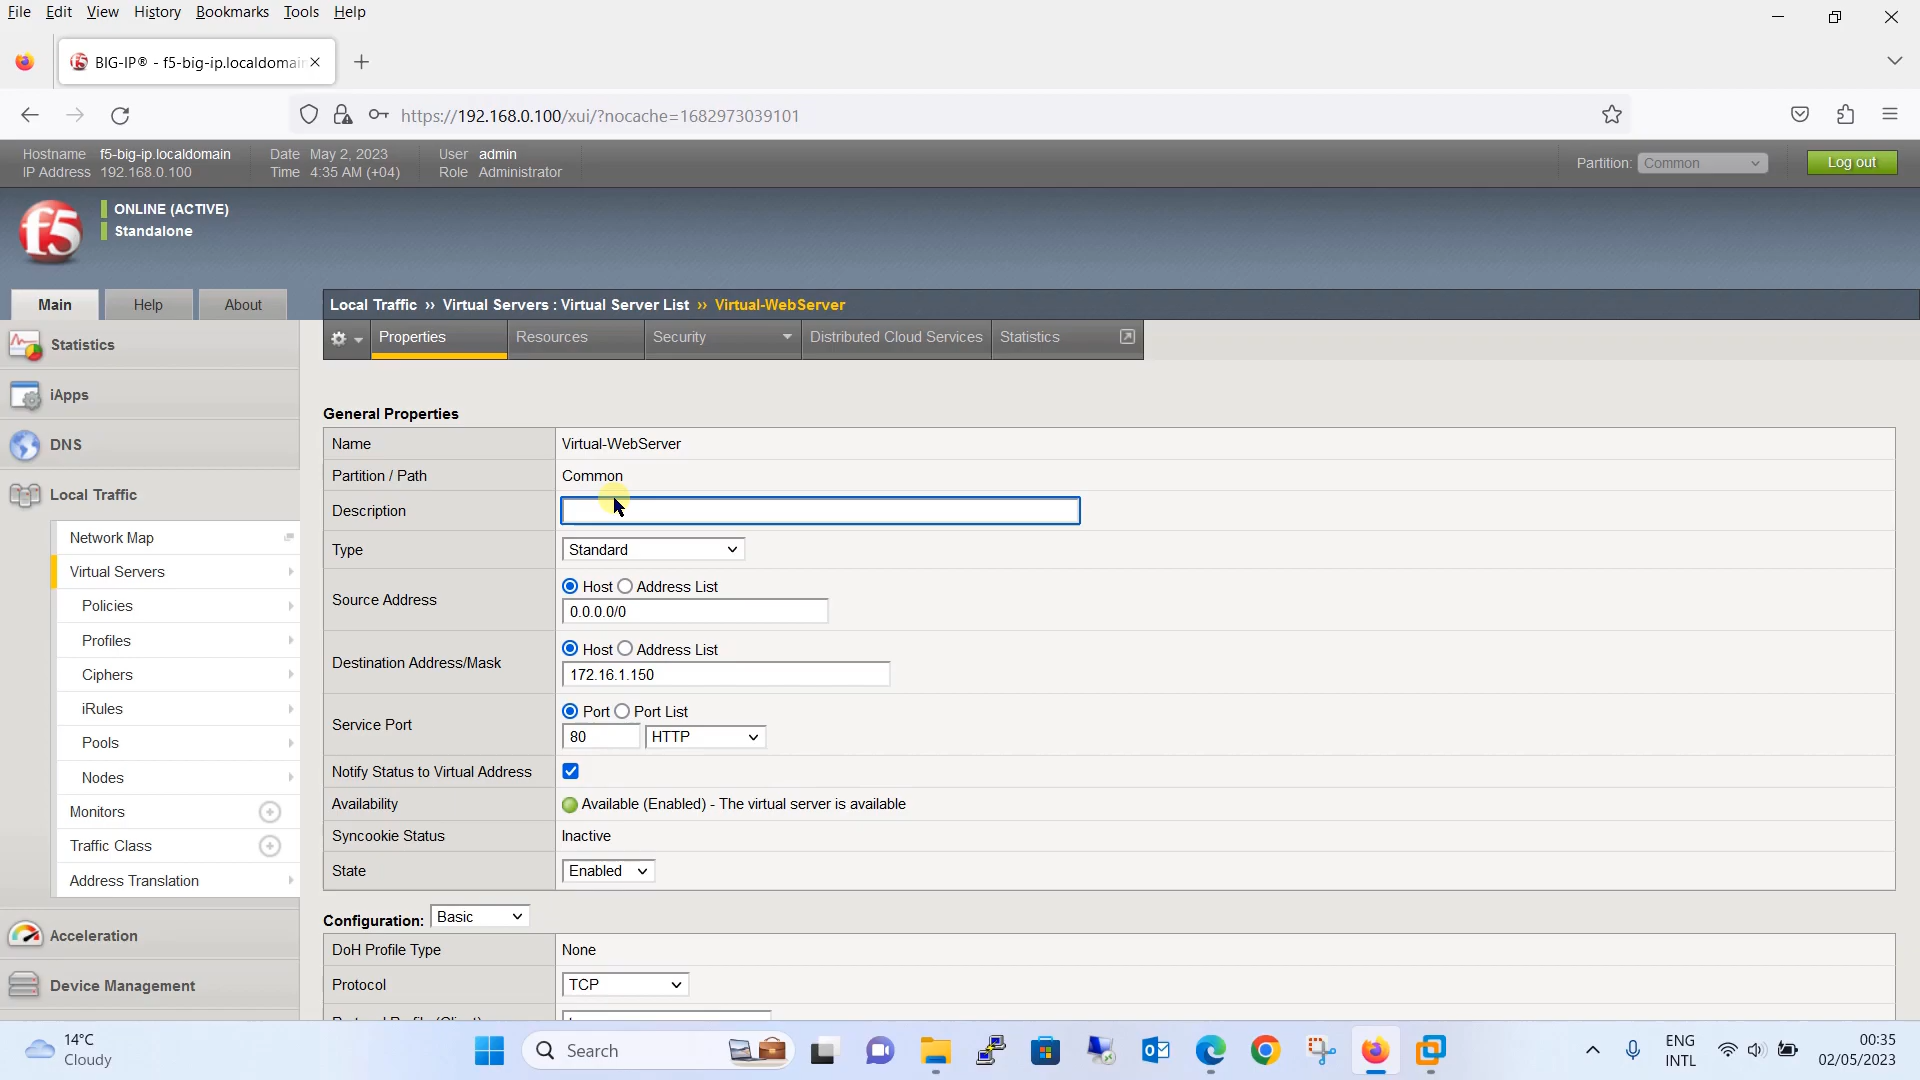 File Edit View History Bookmarks Tools Help
BIG-IP® - f5-big-ip.localdomain
https://192.168.0.100/xui/?nocache=1682973039101
Hostname f5-big-ip.localdomain Date May 2, 2023 User admin
IP Address 192.168.0.100 Time 4:35 AM (+04) Role Administrator
Partition: Common Log out
f5
ONLINE (ACTIVE)
Standalone
Main Help About
Local Traffic ›› Virtual Servers : Virtual Server List ›› Virtual-WebServer
Properties Resources Security Distributed Cloud Services Statistics
Statistics
iApps
DNS
Local Traffic
Network Map
Virtual Servers
Policies
Profiles
Ciphers
iRules
Pools
Nodes
Monitors
Traffic Class
Address Translation
Acceleration
Device Management
General Properties
Name Virtual-WebServer
Partition / Path Common
Description
Type Standard
Source Address Host Address List
0.0.0.0/0
Destination Address/Mask Host Address List
172.16.1.150
Service Port Port Port List
80 HTTP
Notify Status to Virtual Address
Availability Available (Enabled) - The virtual server is available
Syncookie Status Inactive
State Enabled
Configuration: Basic
DoH Profile Type None
Protocol TCP
Protocol Profile (Client)
14°C
Cloudy
Search
ENG
INTL
00:35
02/05/2023